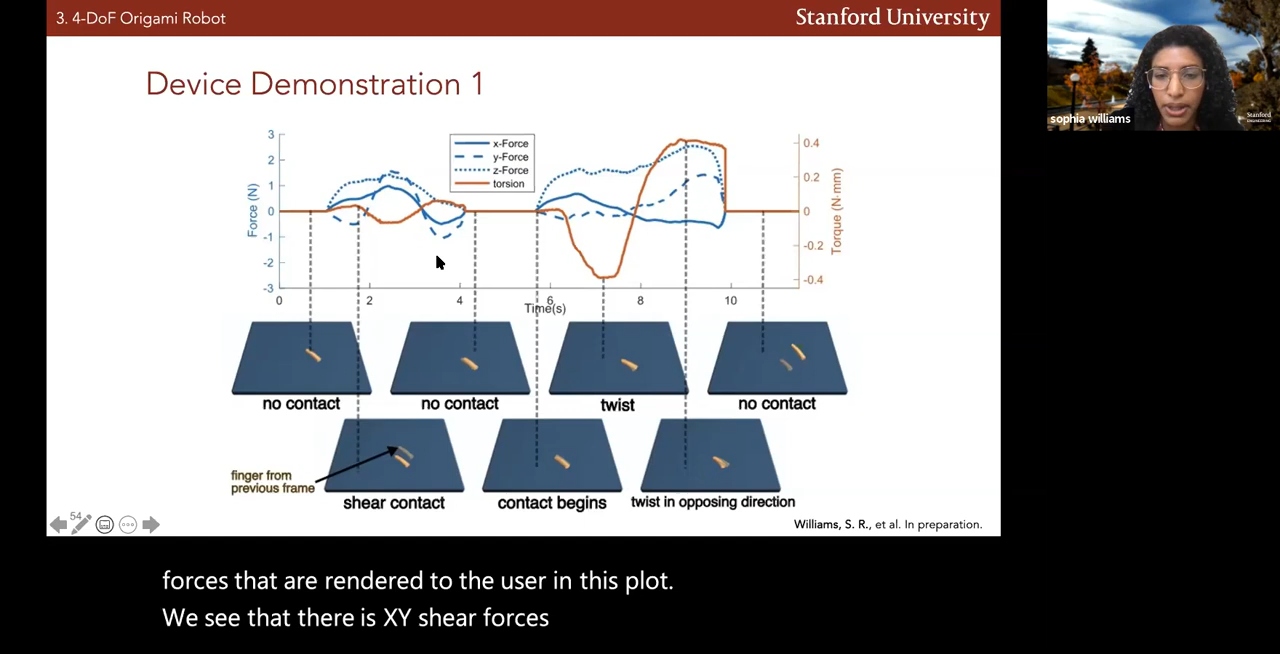 3. 4-DoF Origami Robot
Stanford University
sophia williams
Device Demonstration 1
Force (N)
3
2
1
0
-1
-2
-3
x-Force
y-Force
z-Force
torsion
0.4
0.2
0
-0.2
-0.4
Torque (N·mm)
0 2 4 6 8 10
Time(s)
no contact
no contact
twist
no contact
finger from
previous frame
shear contact
contact begins
twist in opposing direction
54
Williams, S. R., et al. In preparation.
forces that are rendered to the user in this plot.
We see that there is XY shear forces